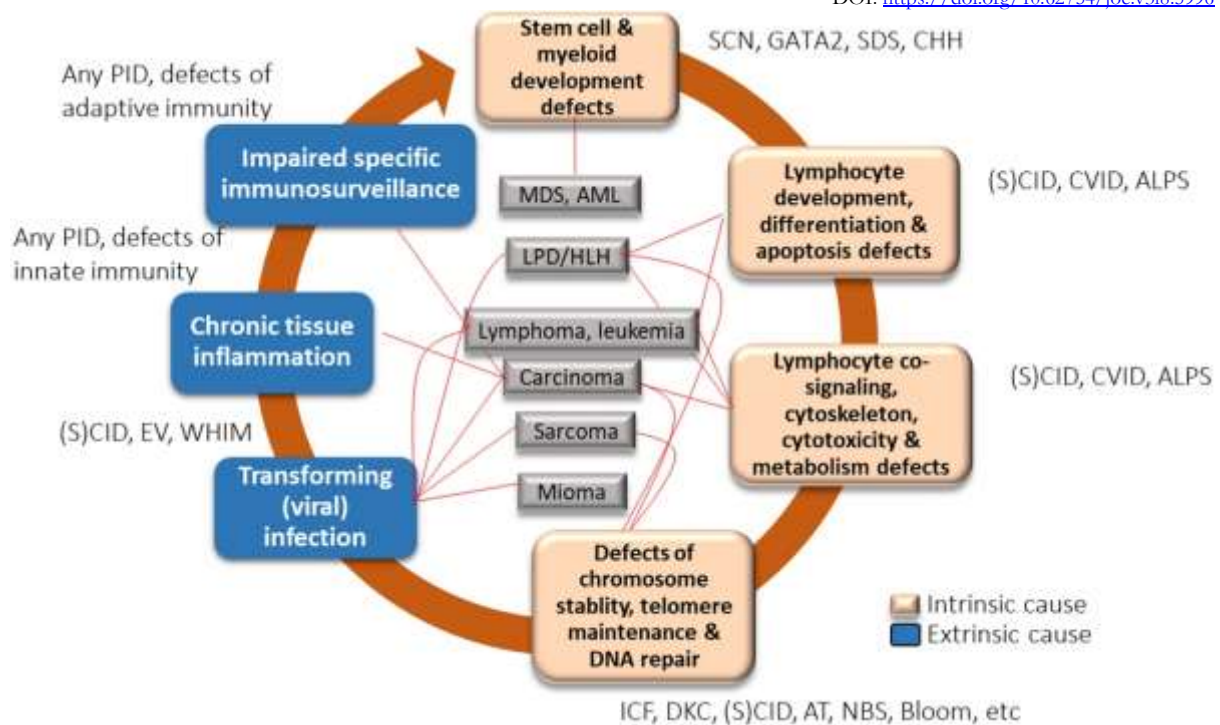 Stem cell &
myeloid
development
defects
SCN, GATA2, SDS, CHH
Any PID, defects of
adaptive immunity
Impaired specific
immunosurveillance
MDS, AML
Lymphocyte
development,
differentiation &
apoptosis defects
(S)CID, CVID, ALPS
Any PID, defects of
innate immunity
LPD/HLH
Chronic tissue
inflammation
Lymphoma, leukemia
Carcinoma
Lymphocyte co-
signaling,
cytoskeleton,
cytotoxicity &
metabolism defects
(S)CID, CVID, ALPS
(S)CID, EV, WHIM
Sarcoma
Transforming
(viral)
infection
Mioma
Defects of
chromosome
stablity, telomere
maintenance &
DNA repair
Intrinsic cause
Extrinsic cause
ICF, DKC, (S)CID, AT, NBS, Bloom, etc